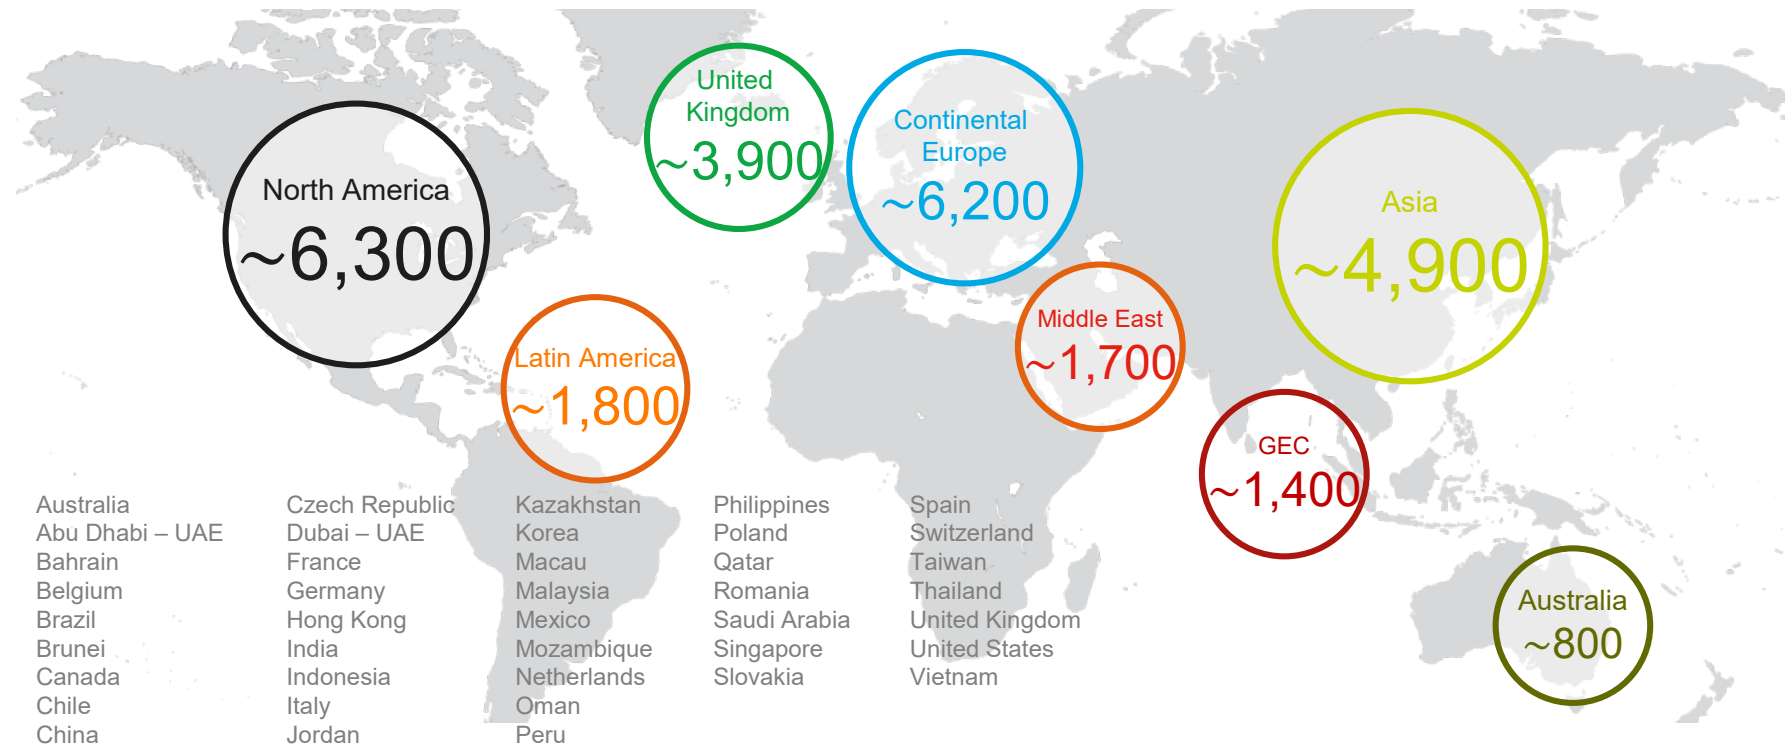 United
Kingdom
~3,900
Continental
Europe
~6,200
North America
~6,300
Asia
~4,900
Middle East
~1,700
Latin America
~1,800
GEC
~1,400
Australia
~800
Australia
Abu Dhabi – UAE
Bahrain
Belgium
Brazil
Brunei
Canada
Chile
China
Czech Republic
Dubai – UAE
France
Germany
Hong Kong
India
Indonesia
Italy
Jordan
Kazakhstan
Korea
Macau
Malaysia
Mexico
Mozambique
Netherlands
Oman
Peru
Philippines
Poland
Qatar
Romania
Saudi Arabia
Singapore
Slovakia
Spain
Switzerland
Taiwan
Thailand
United Kingdom
United States
Vietnam